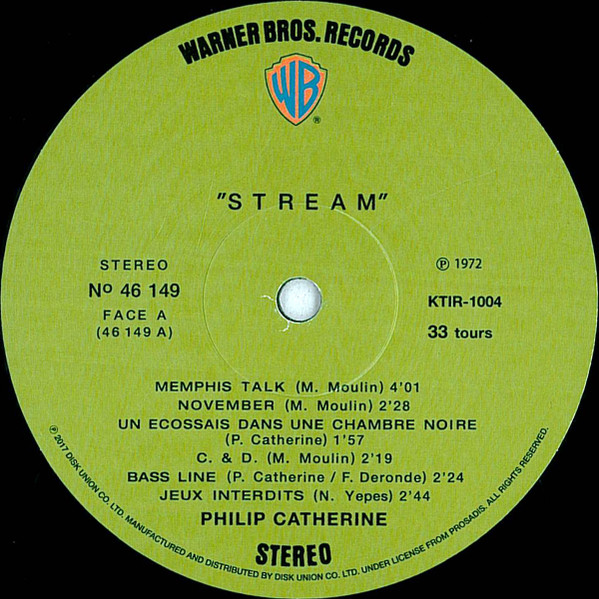 WARNER BROS. RECORDS
WB
®
"STREAM"
STEREO
Nº 46 149
FACE A
(46 149 A)
℗ 1972
KTIR-1004
33 tours
MEMPHIS TALK (M. Moulin) 4'01
NOVEMBER (M. Moulin) 2'28
UN ECOSSAIS DANS UNE CHAMBRE NOIRE
(P. Catherine) 1'57
C. & D. (M. Moulin) 2'19
BASS LINE (P. Catherine / F. Deronde) 2'24
JEUX INTERDITS (N. Yepes) 2'44
PHILIP CATHERINE
STEREO
℗ 2017 DISK UNION CO. LTD. MANUFACTURED AND DISTRIBUTED BY DISK UNION CO. LTD. UNDER LICENSE FROM PROSADIS. ALL RIGHTS RESERVED.